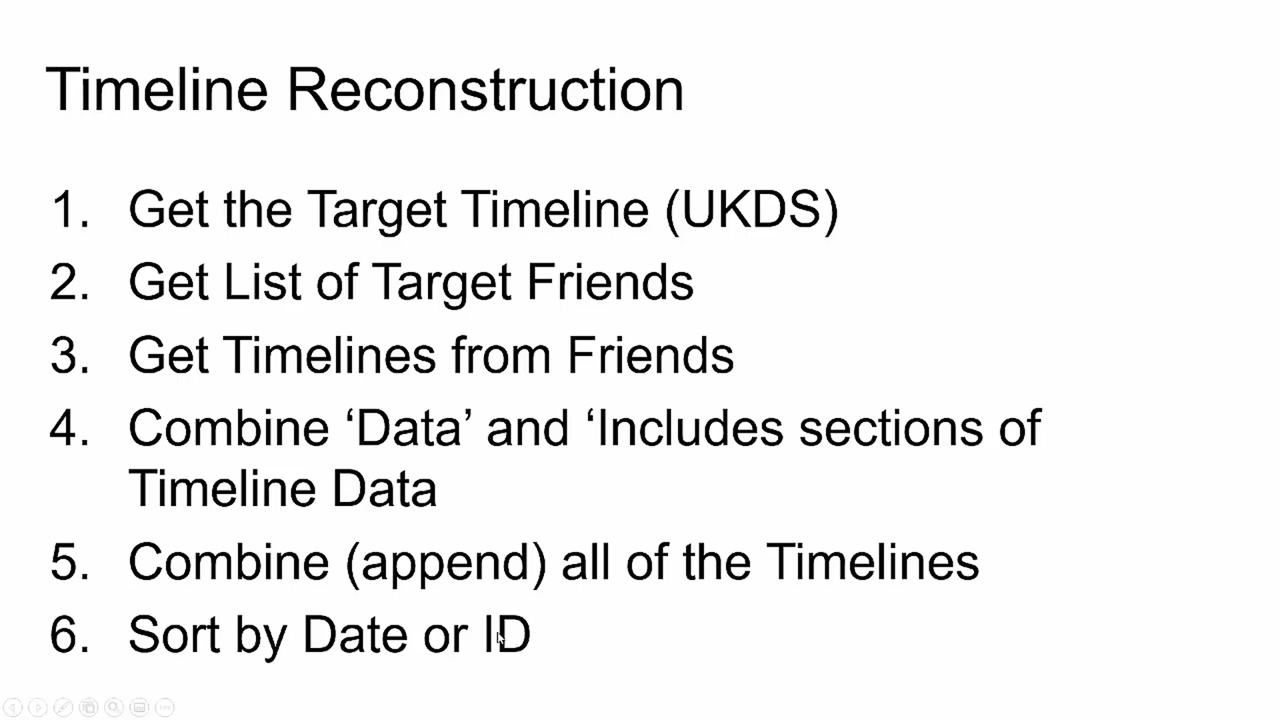 Timeline Reconstruction
1. Get the Target Timeline (UKDS)
2. Get List of Target Friends
3. Get Timelines from Friends
4. Combine ‘Data’ and ‘Includes sections of
Timeline Data
5. Combine (append) all of the Timelines
6. Sort by Date or ID